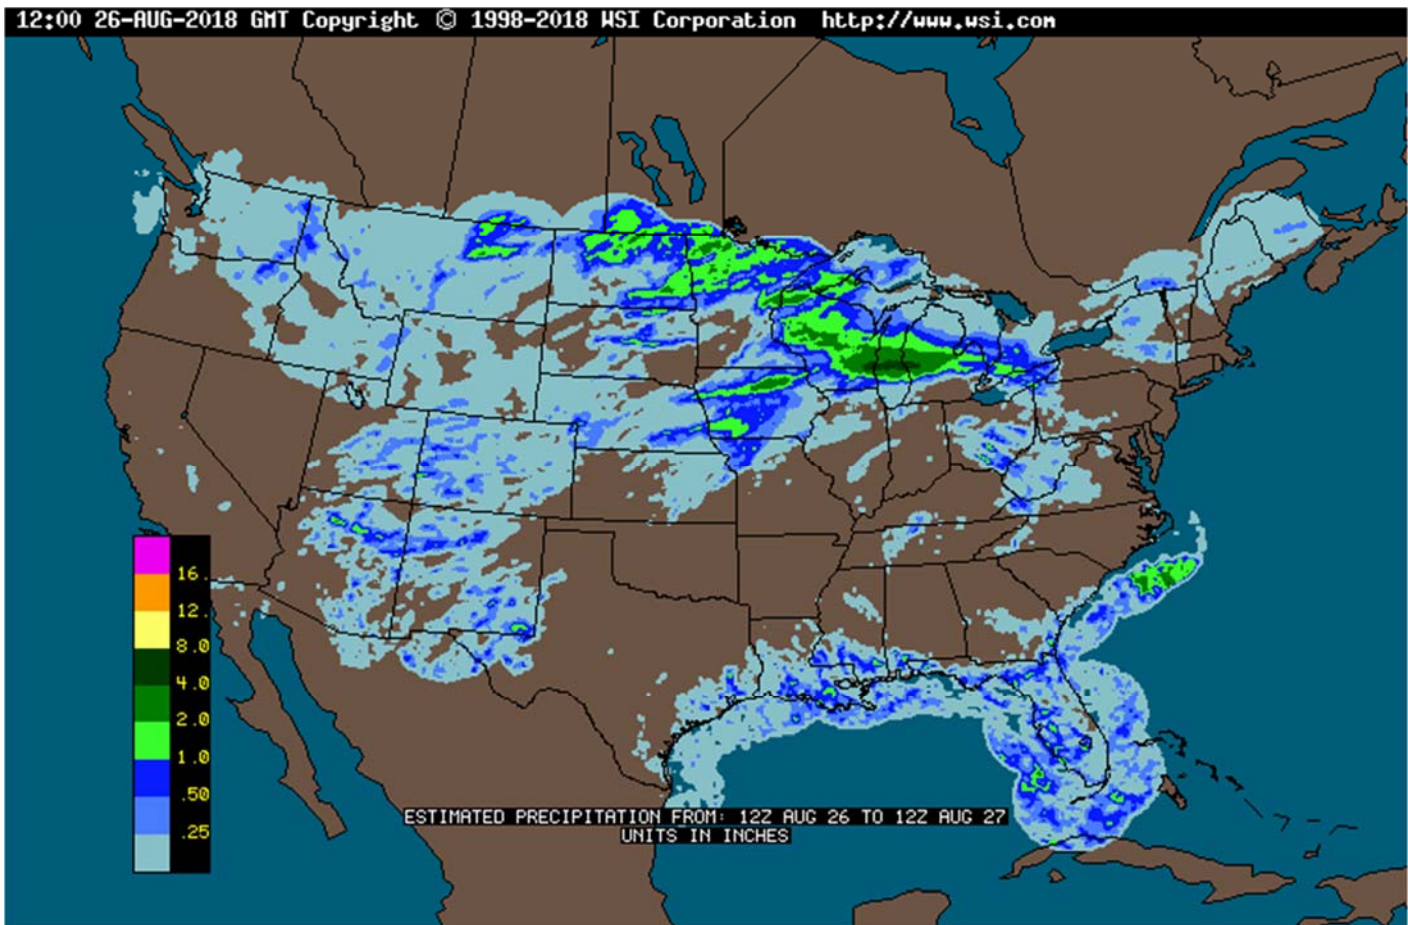 12:00 26-AUG-2018 GMT Copyright © 1998-2018 WSI Corporation http://www.wsi.com
16.
12.
8.0
4.0
2.0
1.0
.50
.25
ESTIMATED PRECIPITATION FROM: 12Z AUG 26 TO 12Z AUG 27
UNITS IN INCHES